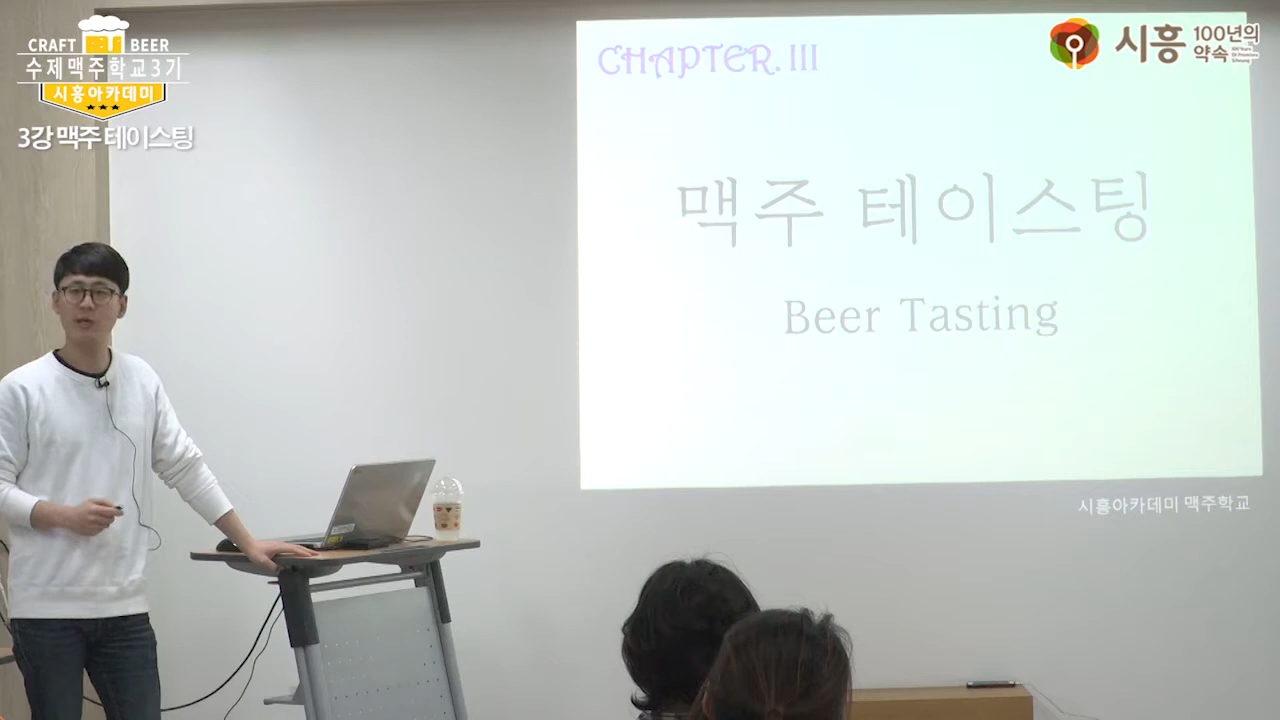 CRAFT BEER
수제맥주학교3기
시흥아카데미
3강 맥주 테이스팅
CHAPTER. III
맥주 테이스팅
Beer Tasting
시흥 100년의
약속
시흥아카데미 맥주학교